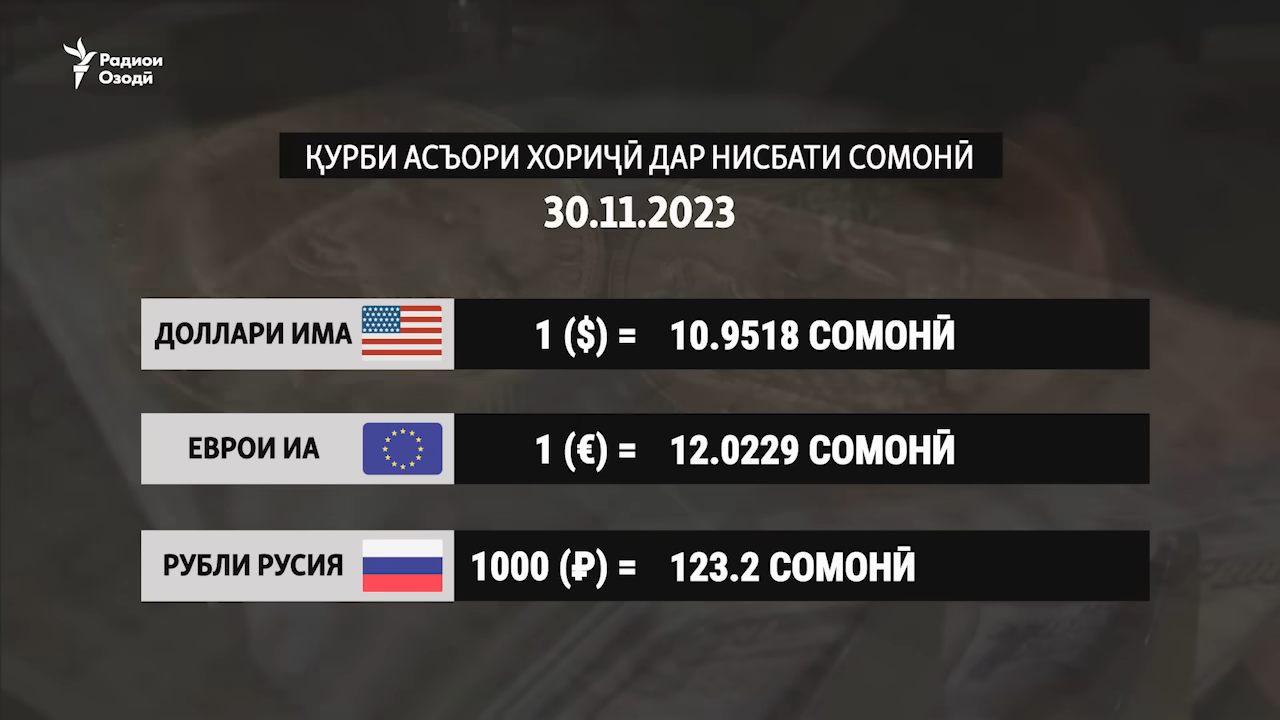 Радиои
Озодӣ
ҚУРБИ АСЪОРИ ХОРИҶӢ ДАР НИСБАТИ СОМОНӢ
30.11.2023
ДОЛЛАРИ ИМА 1 ($) = 10.9518 СОМОНӢ
ЕВРОИ ИА 1 (€) = 12.0229 СОМОНӢ
РУБЛИ РУСИЯ 1000 (₽) = 123.2 СОМОНӢ